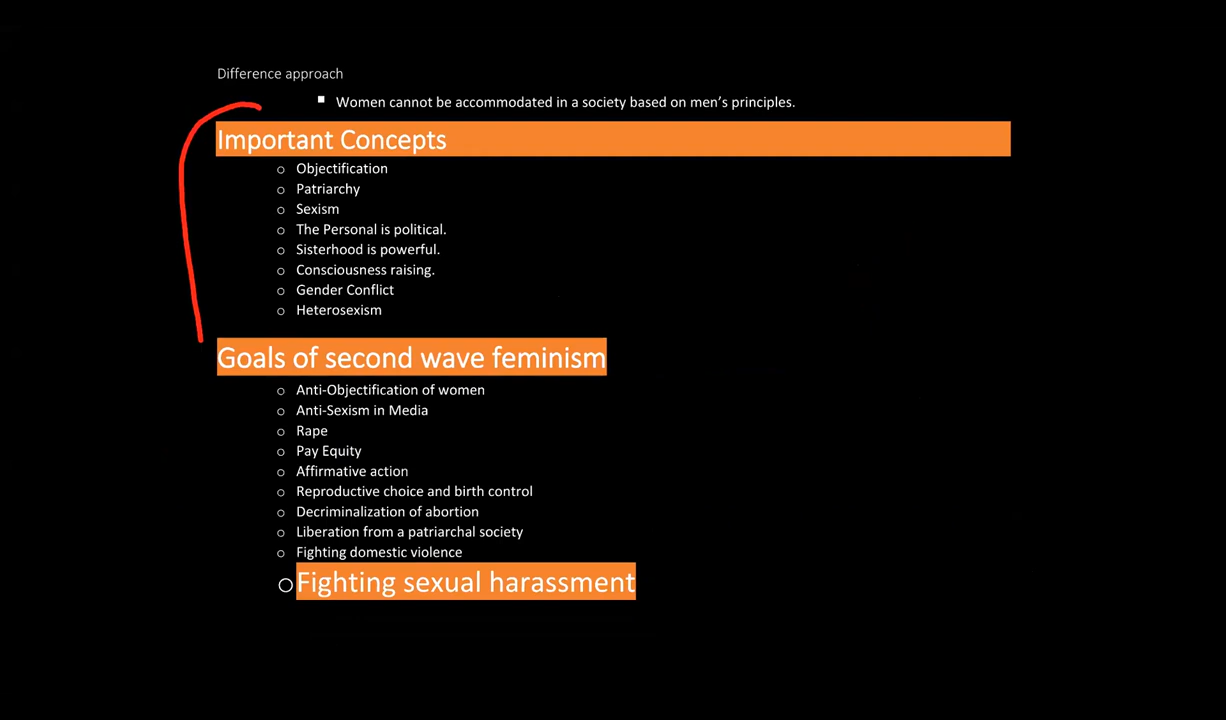 Difference approach
▪ Women cannot be accommodated in a society based on men's principles.
Important Concepts
o Objectification
o Patriarchy
o Sexism
o The Personal is political.
o Sisterhood is powerful.
o Consciousness raising.
o Gender Conflict
o Heterosexism
Goals of second wave feminism
o Anti-Objectification of women
o Anti-Sexism in Media
o Rape
o Pay Equity
o Affirmative action
o Reproductive choice and birth control
o Decriminalization of abortion
o Liberation from a patriarchal society
o Fighting domestic violence
o Fighting sexual harassment